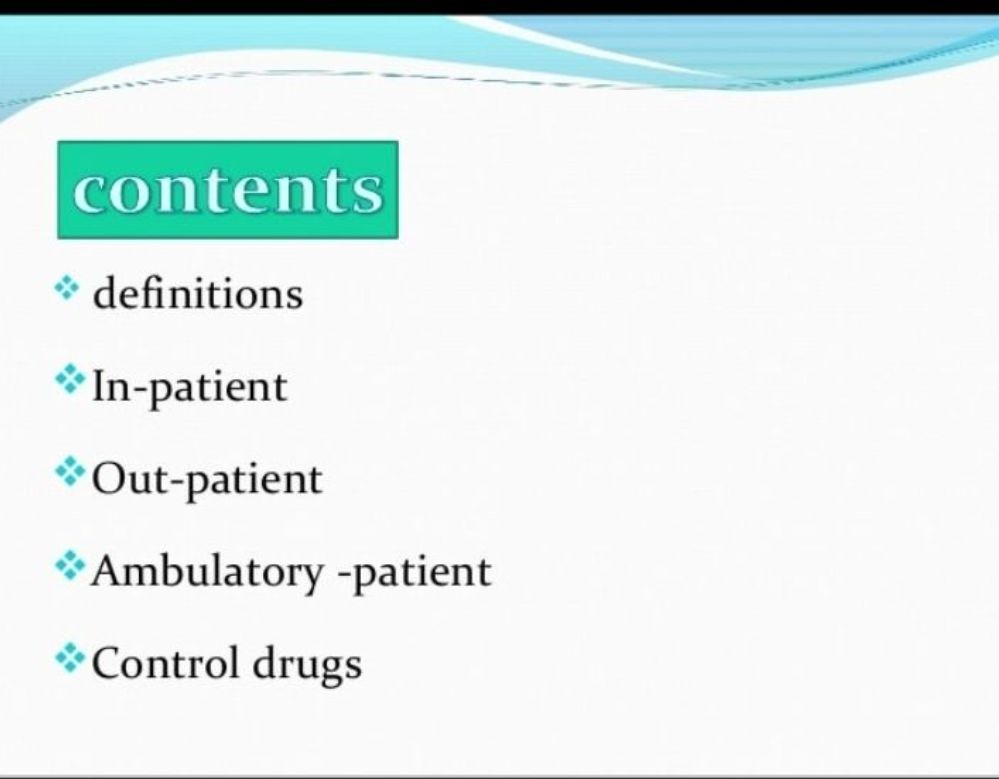 contents
definitions
In-patient
Out-patient
Ambulatory -patient
Control drugs